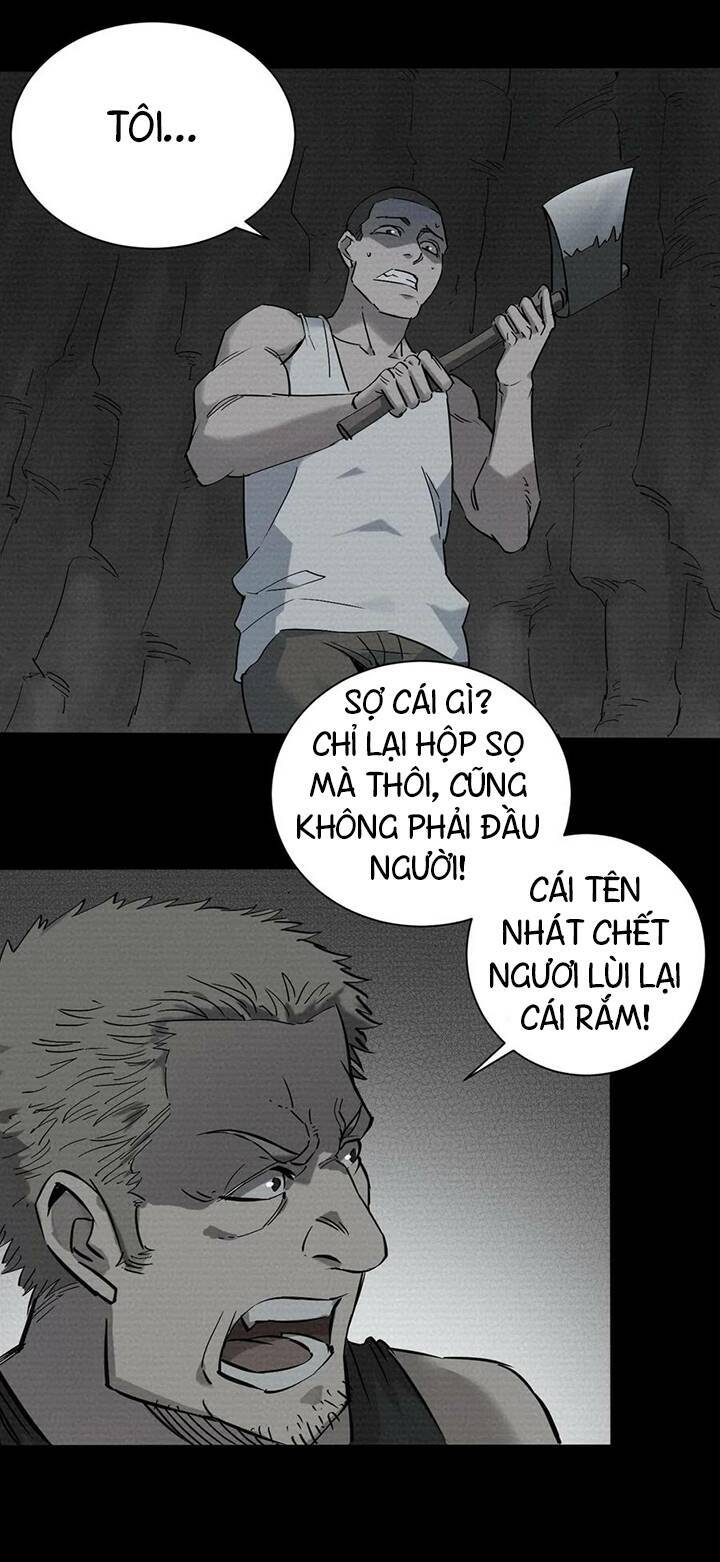 TÔI...
SỢ CÁI GÌ?
CHỈ LẠI HỘP SỌ
MÀ THÔI, CŨNG
KHÔNG PHẢI ĐẦU
NGƯỜI!
CÁI TÊN
NHÁT CHẾT
NGƯƠI LÙI LẠI
CÁI RẮM!